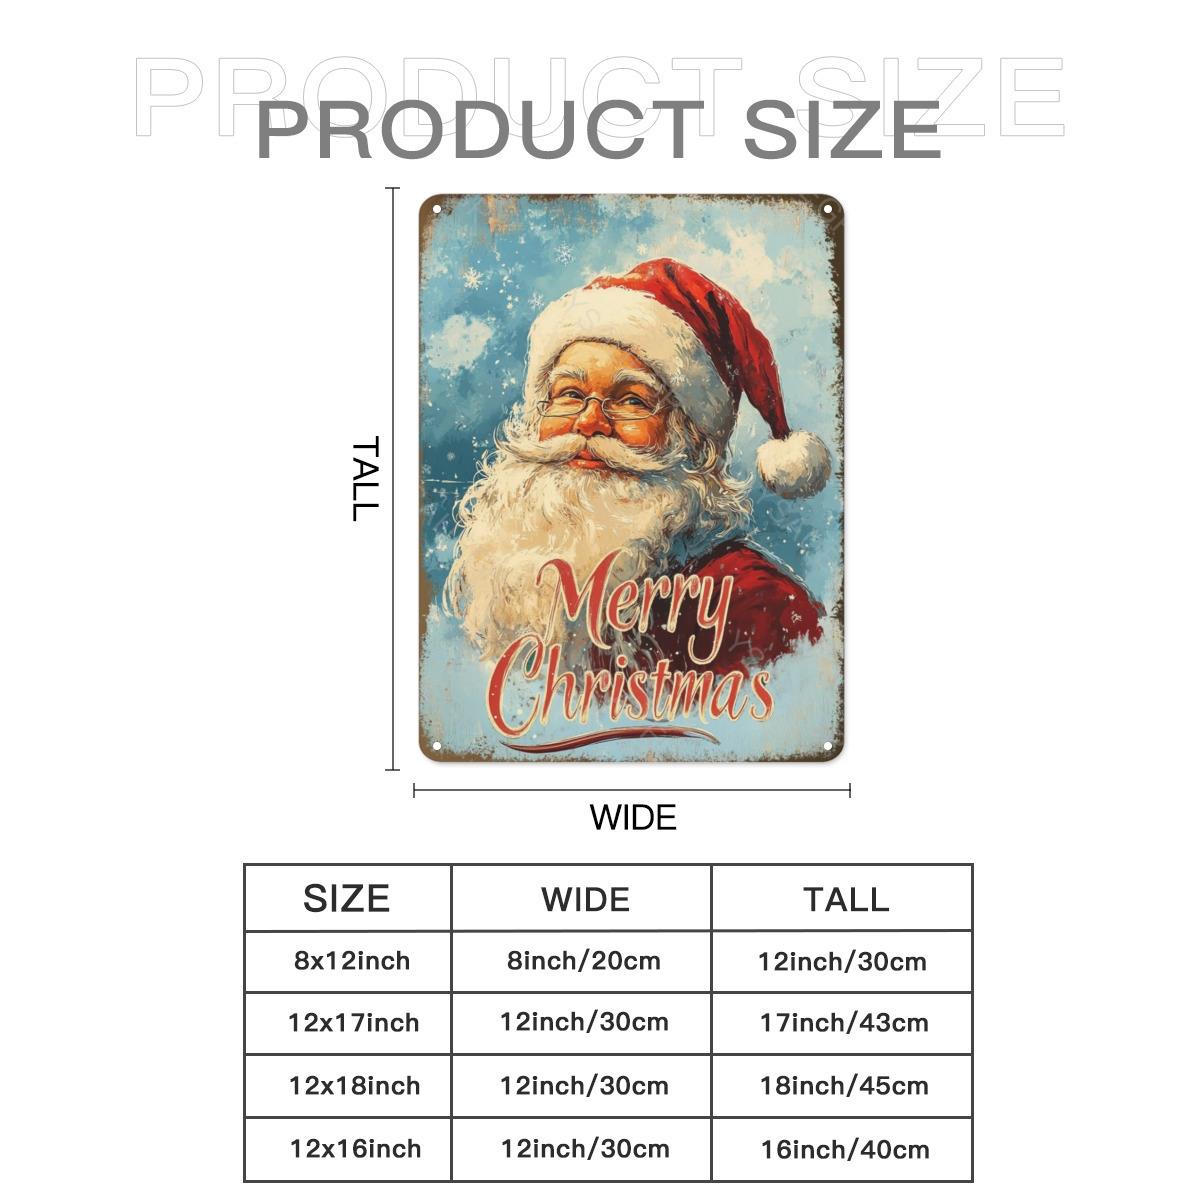 PRODUCT SIZE
PRODUCT SIZE
TALL
Merry
Christmas
WIDE
SIZE WIDE TALL
8x12inch 8inch/20cm 12inch/30cm
12x17inch 12inch/30cm 17inch/43cm
12x18inch 12inch/30cm 18inch/45cm
12x16inch 12inch/30cm 16inch/40cm